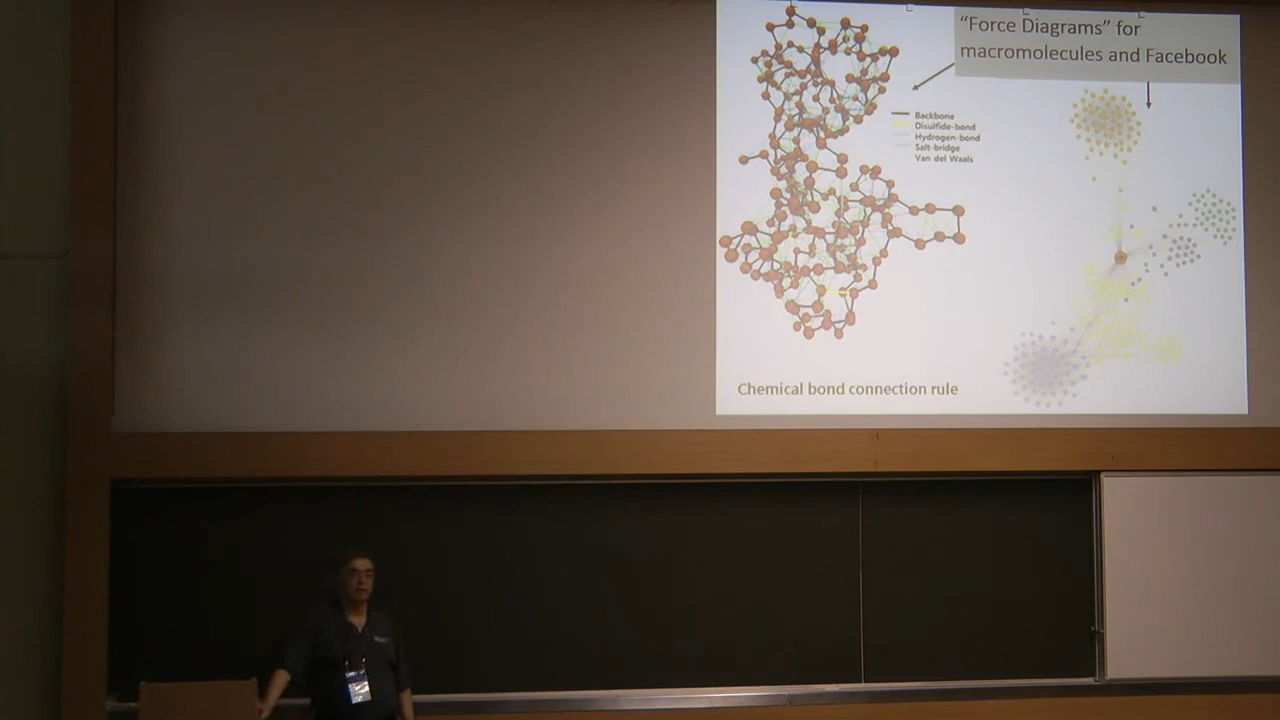 “Force Diagrams” for
macromolecules and Facebook
Backbone
Disulfide-bond
Hydrogen-bond
Salt-bridge
Van del Waals
Chemical bond connection rule